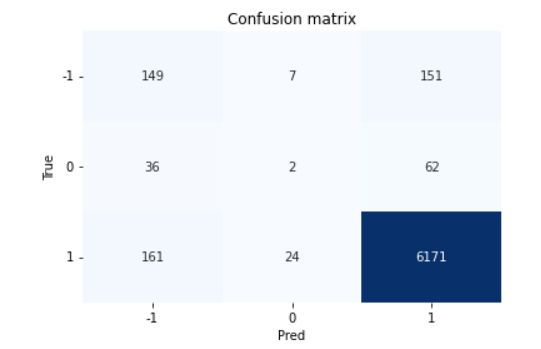 Confusion matrix
-1 149 7 151
0 36 2 62
1 161 24 6171
True
-1 0 1
Pred